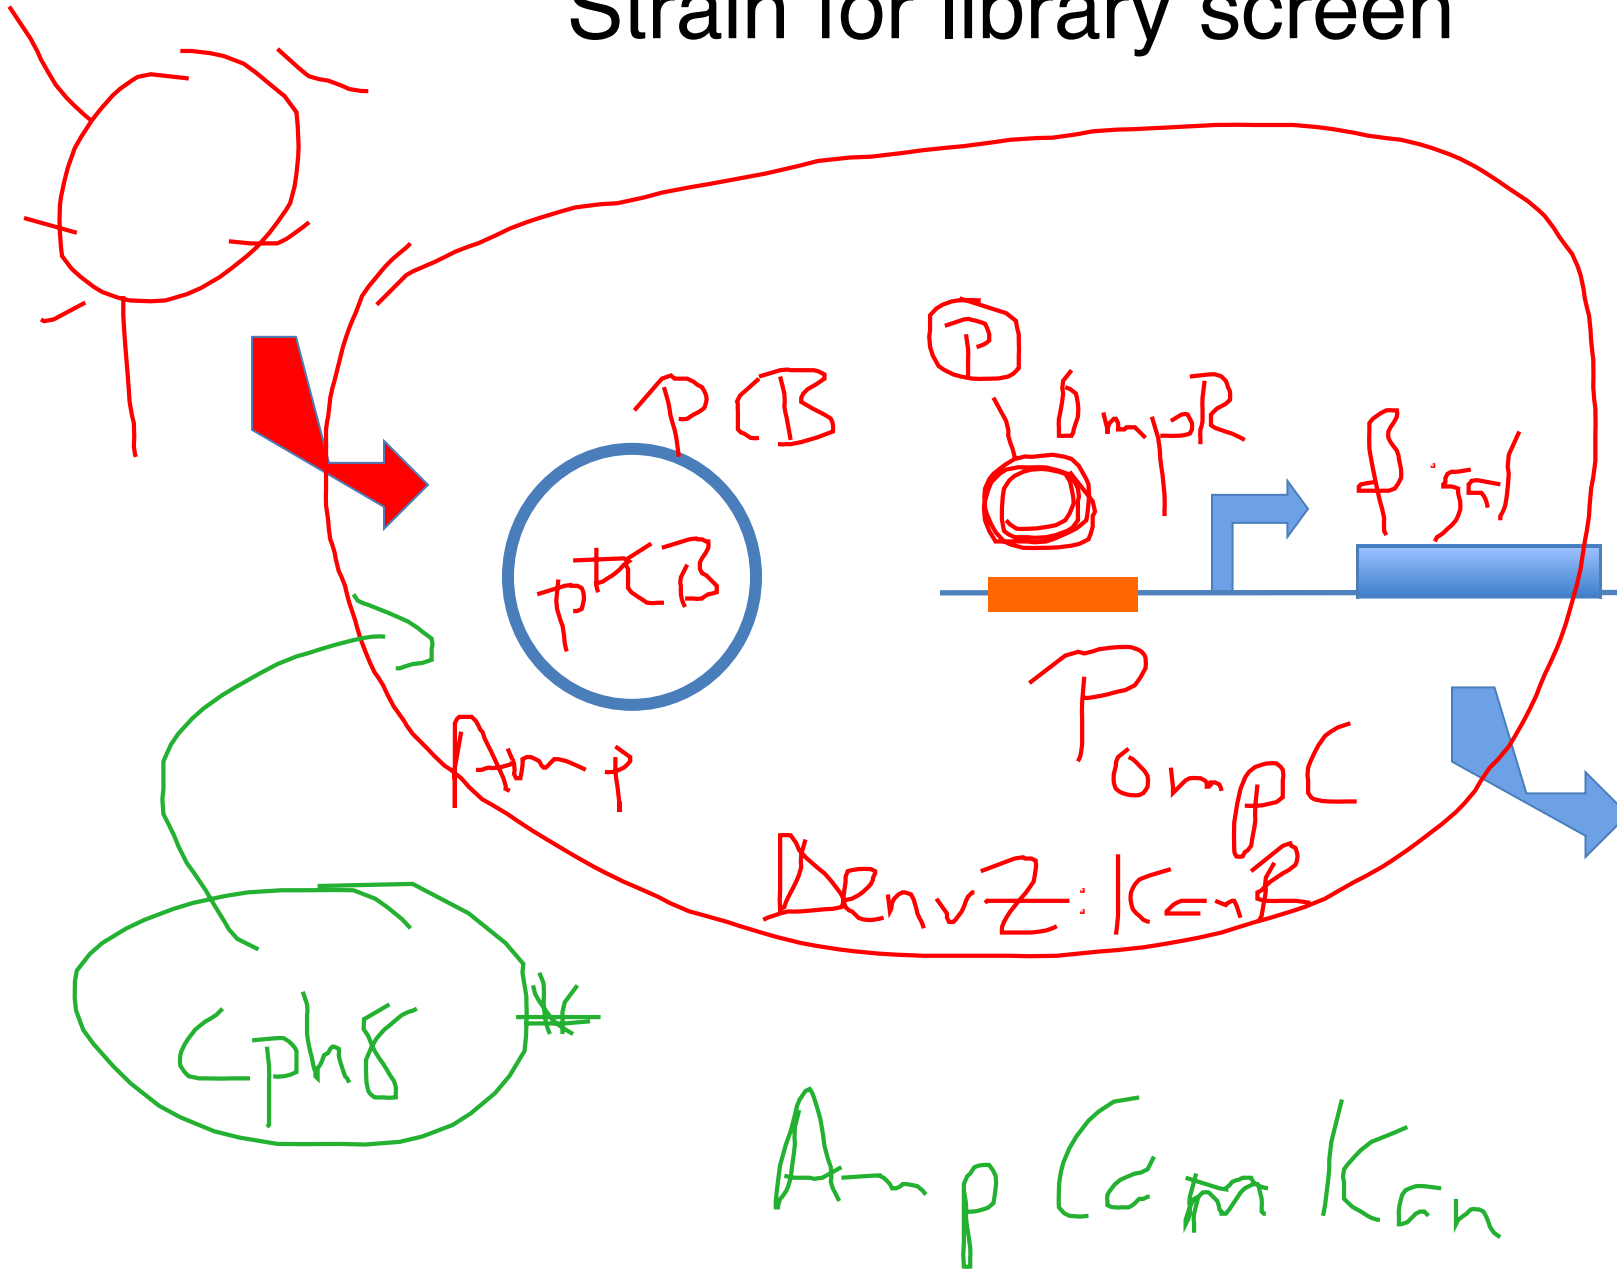 Strain for library screen
P
PCB
OmpR
β-gal
pPCB
P ompC
Amp
ΔenvZ:KanR
Cph8
Amp Cam Kan